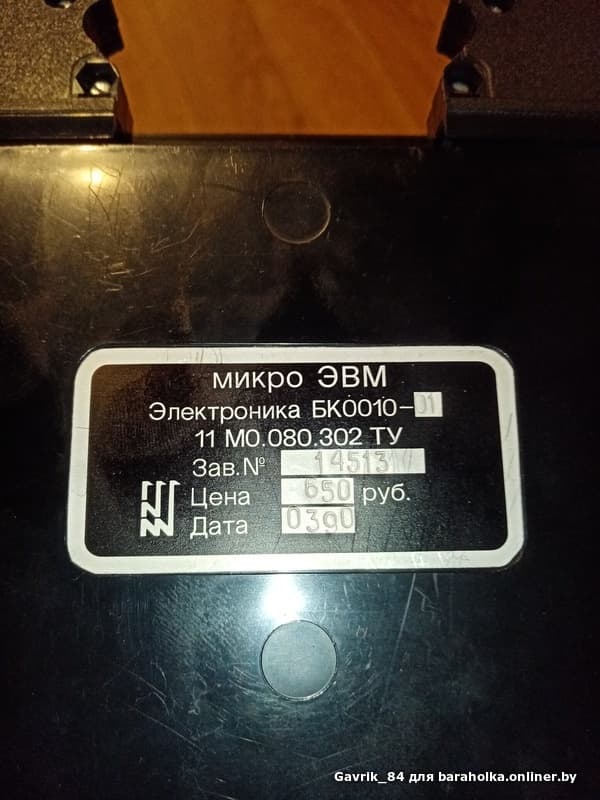 микро ЭВМ
Электроника БК0010-01
11 МО.080.302 ТУ
Зав.№ 14513
Цена 650 руб.
Дата 0390
Gavrik_84 для baraholka.onliner.by